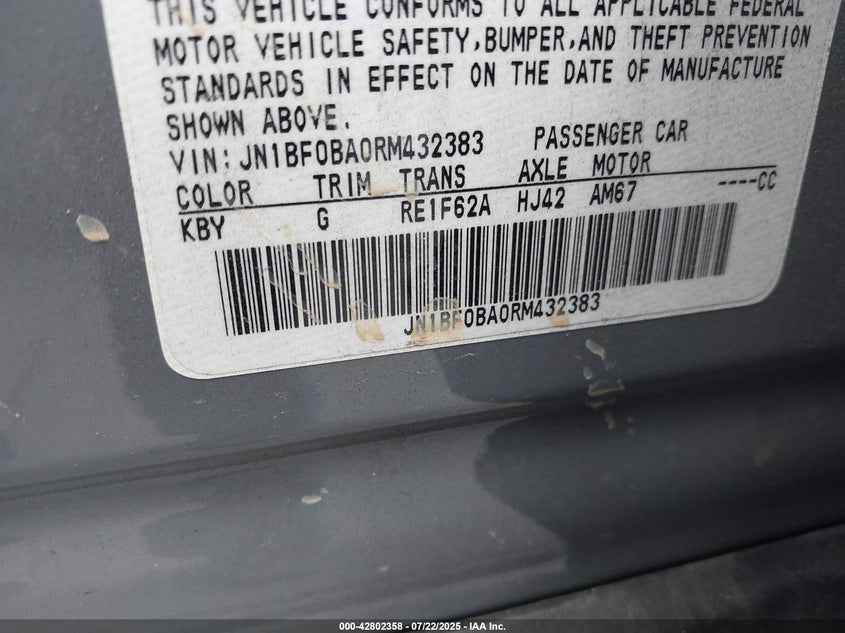 THIS VEHICLE CONFORMS TO ALL APPLICABLE FEDERAL
MOTOR VEHICLE SAFETY,BUMPER,AND THEFT PREVENTION
STANDARDS IN EFFECT ON THE DATE OF MANUFACTURE
SHOWN ABOVE.
VIN:JN1BF0BA0RM432383 PASSENGER CAR
COLOR TRIM TRANS AXLE MOTOR
KBY G RE1F62A HJ42 AM67 ----CC
JN1BF0BA0RM432383
000-42802358 - 07/22/2025 - IAA Inc.